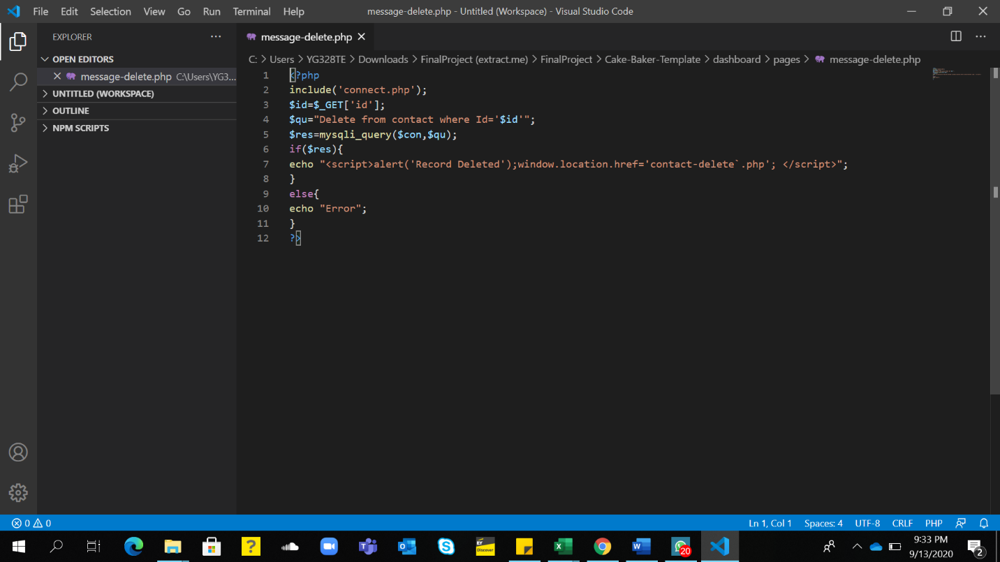 File Edit Selection View Go Run Terminal Help
message-delete.php - Untitled (Workspace) - Visual Studio Code
EXPLORER
OPEN EDITORS
message-delete.php C:\Users\YG3...
UNTITLED (WORKSPACE)
OUTLINE
NPM SCRIPTS
message-delete.php
C: > Users > YG328TE > Downloads > FinalProject (extract.me) > FinalProject > Cake-Baker-Template > dashboard > pages > message-delete.php
1 <?php
2 include('connect.php');
3 $id=$_GET['id'];
4 $qu="Delete from contact where Id='$id'";
5 $res=mysqli_query($con,$qu);
6 if($res){
7 echo "<script>alert('Record Deleted');window.location.href='contact-delete`.php'; </script>";
8 }
9 else{
10 echo "Error";
11 }
12 ?>
0 0
Ln 1, Col 1 Spaces: 4 UTF-8 CRLF PHP
EY
Discover
20
9:33 PM
9/13/2020
2